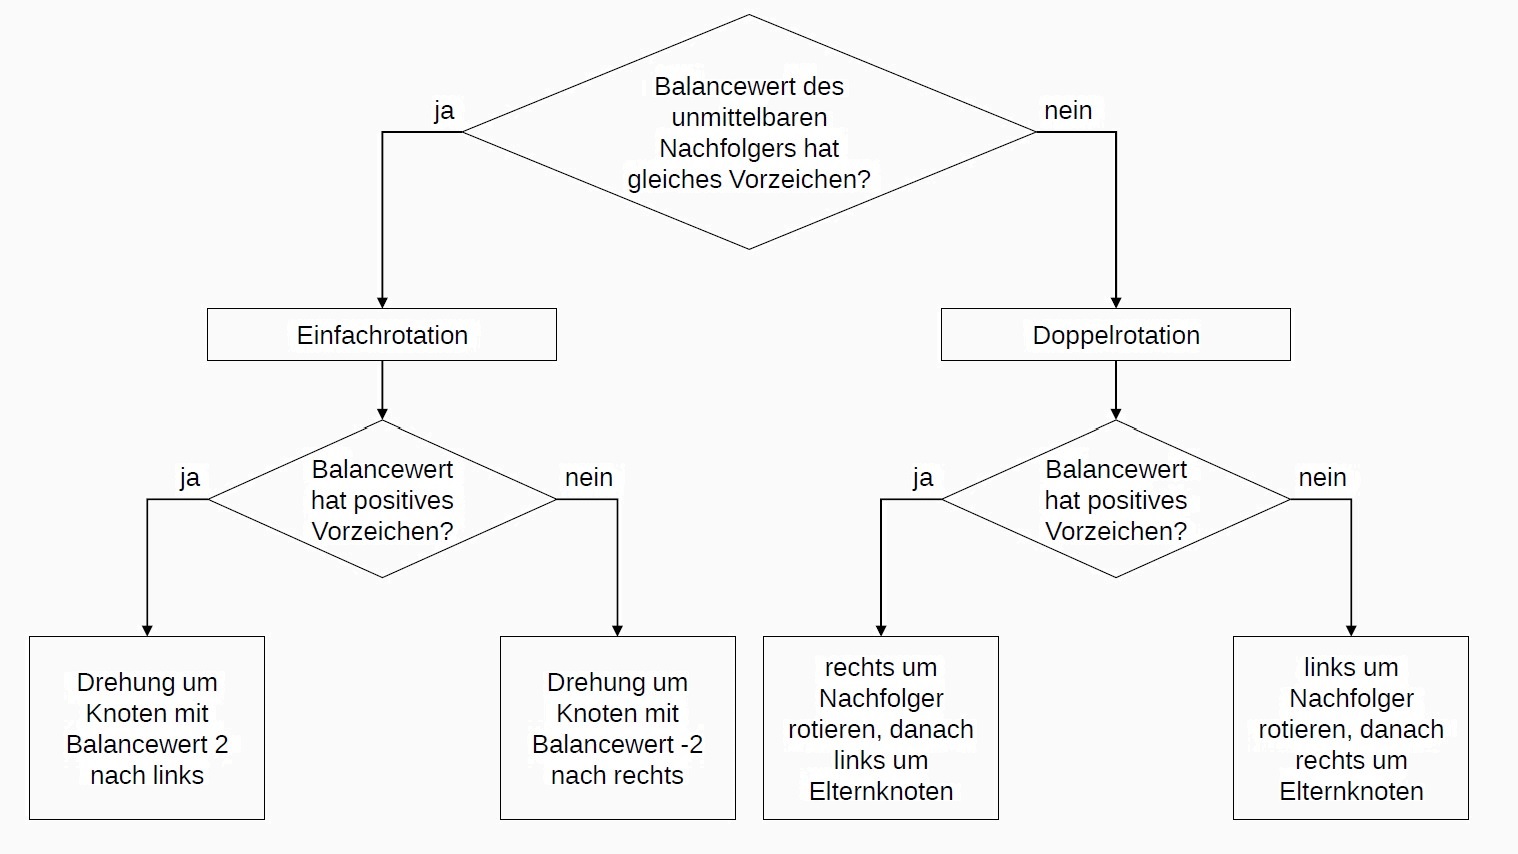 Balancewert des
unmittelbaren
Nachfolgers hat
gleiches Vorzeichen?
ja
nein
Einfachrotation
Doppelrotation
Balancewert
hat positives
Vorzeichen?
ja
nein
Balancewert
hat positives
Vorzeichen?
ja
nein
Drehung um
Knoten mit
Balancewert 2
nach links
Drehung um
Knoten mit
Balancewert -2
nach rechts
rechts um
Nachfolger
rotieren, danach
links um
Elternknoten
links um
Nachfolger
rotieren, danach
rechts um
Elternknoten